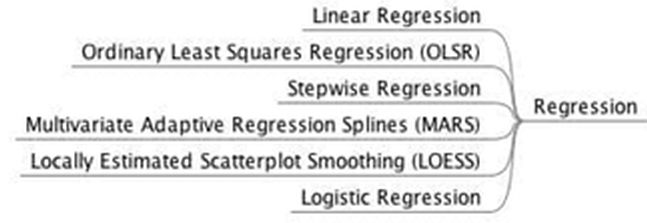 Linear Regression
Ordinary Least Squares Regression (OLSR)
Stepwise Regression
Multivariate Adaptive Regression Splines (MARS)
Locally Estimated Scatterplot Smoothing (LOESS)
Logistic Regression
Regression